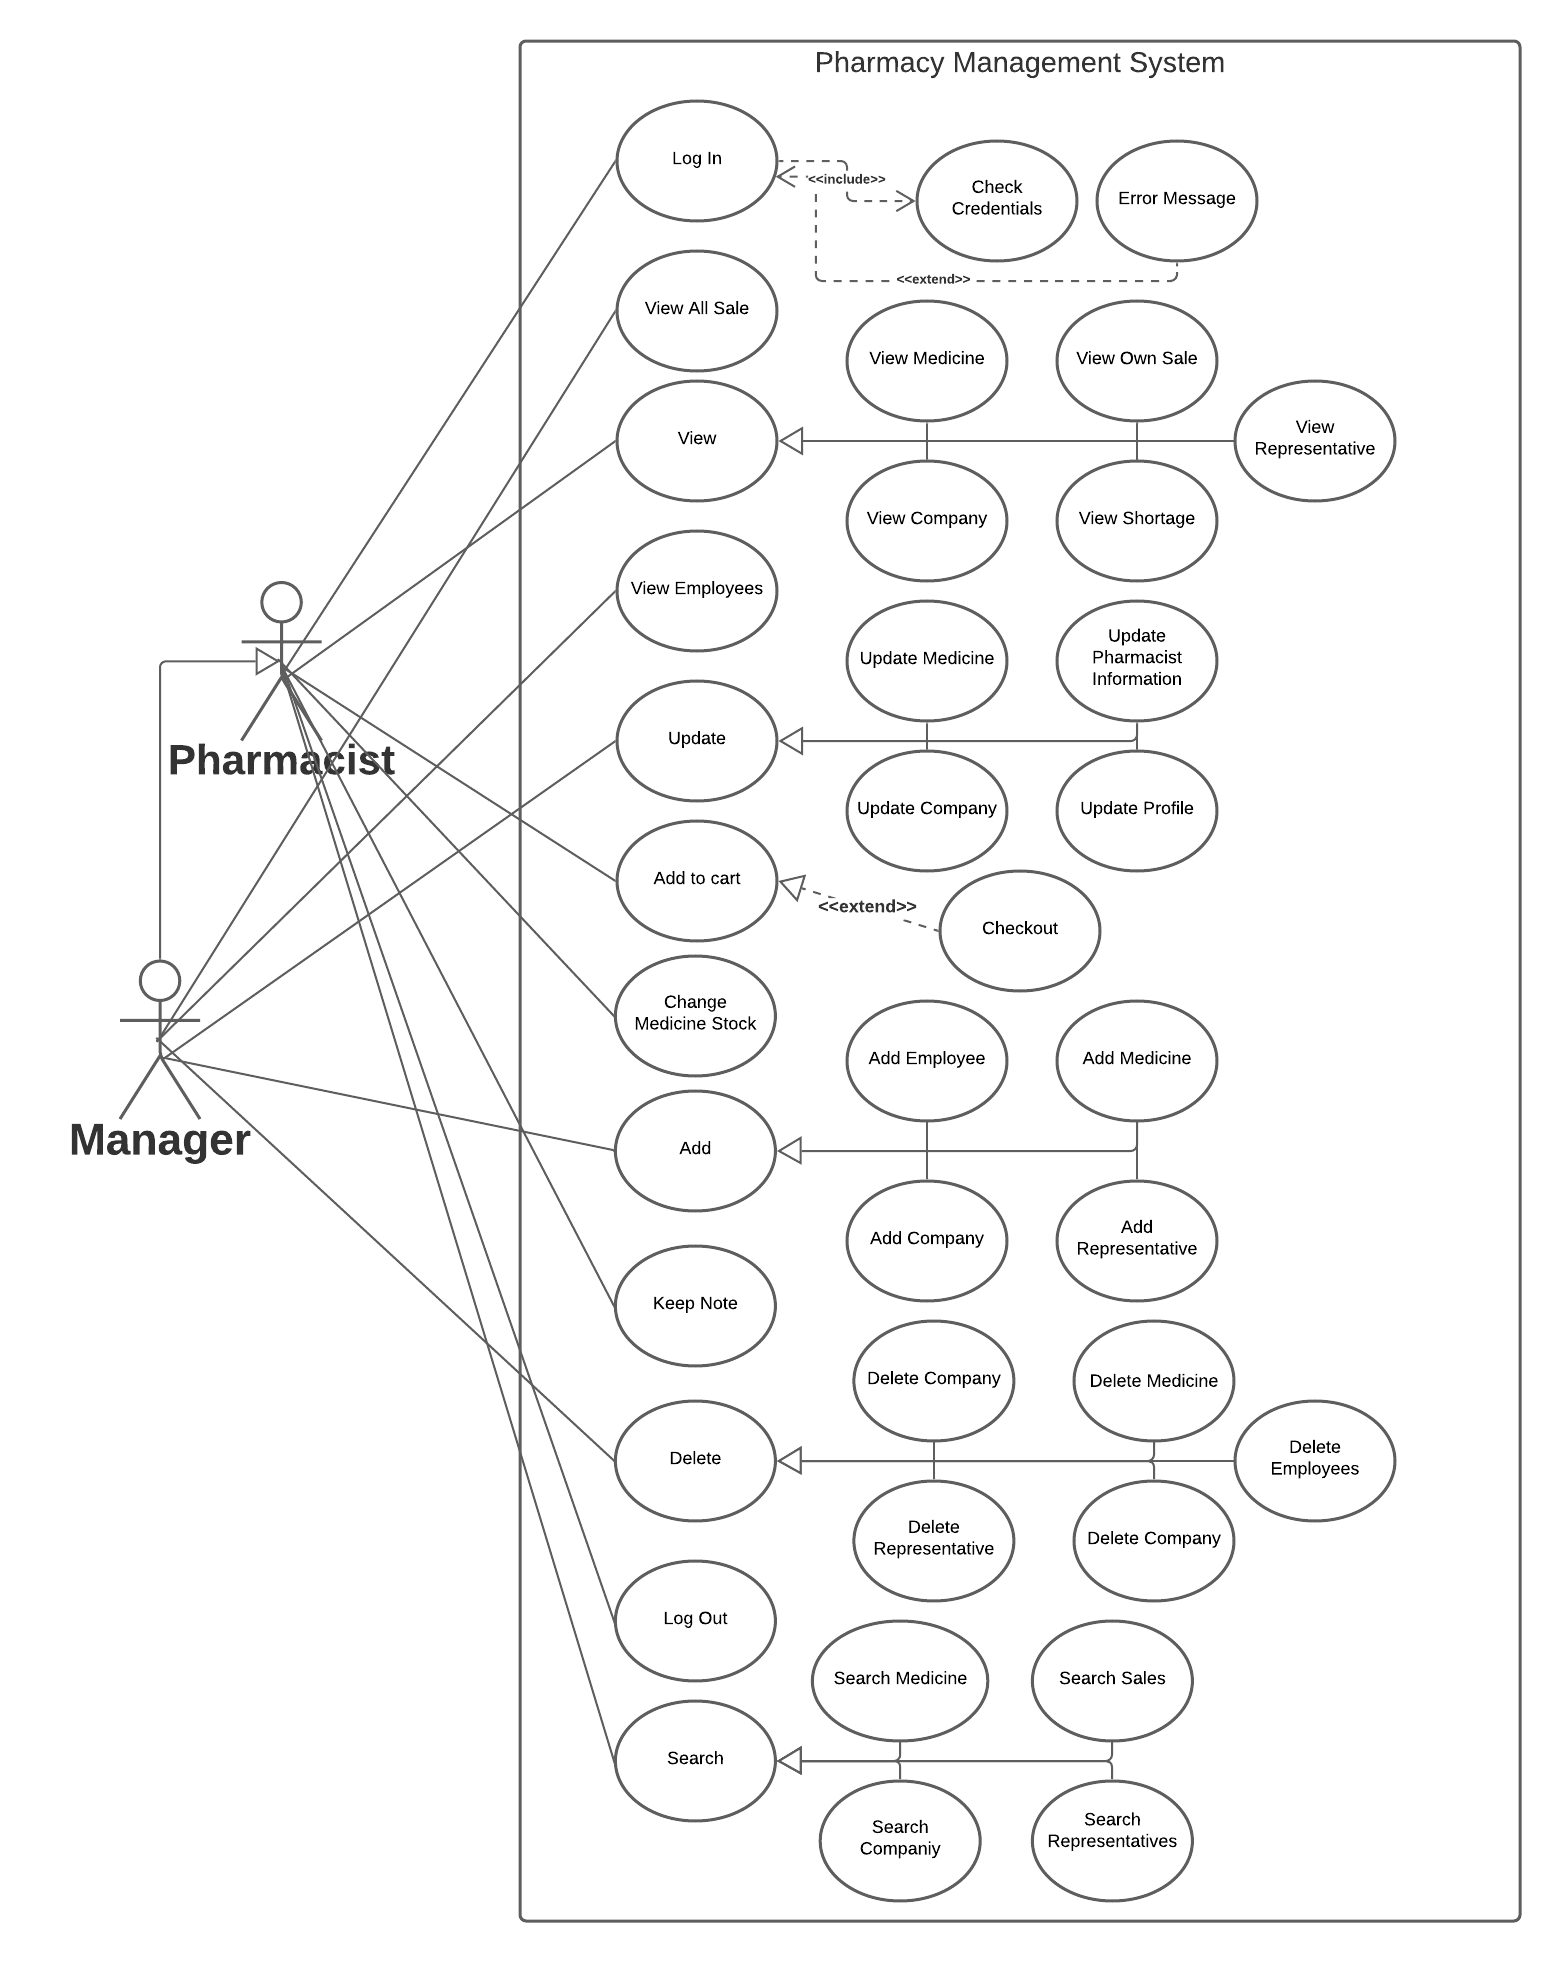 Pharmacy Management System
Log In
<<include>>
Check
Credentials
Error Message
<<extend>>
View All Sale
View Medicine
View Own Sale
View
View
Representative
View Company
View Shortage
View Employees
Update Medicine
Update
Pharmacist
Information
Pharmacist
Update
Update Company
Update Profile
Add to cart
<<extend>>
Checkout
Change
Medicine Stock
Add Employee
Add Medicine
Manager
Add
Add Company
Add
Representative
Keep Note
Delete Company
Delete Medicine
Delete
Delete
Employees
Delete
Representative
Delete Company
Log Out
Search Medicine
Search Sales
Search
Search
Companiy
Search
Representatives